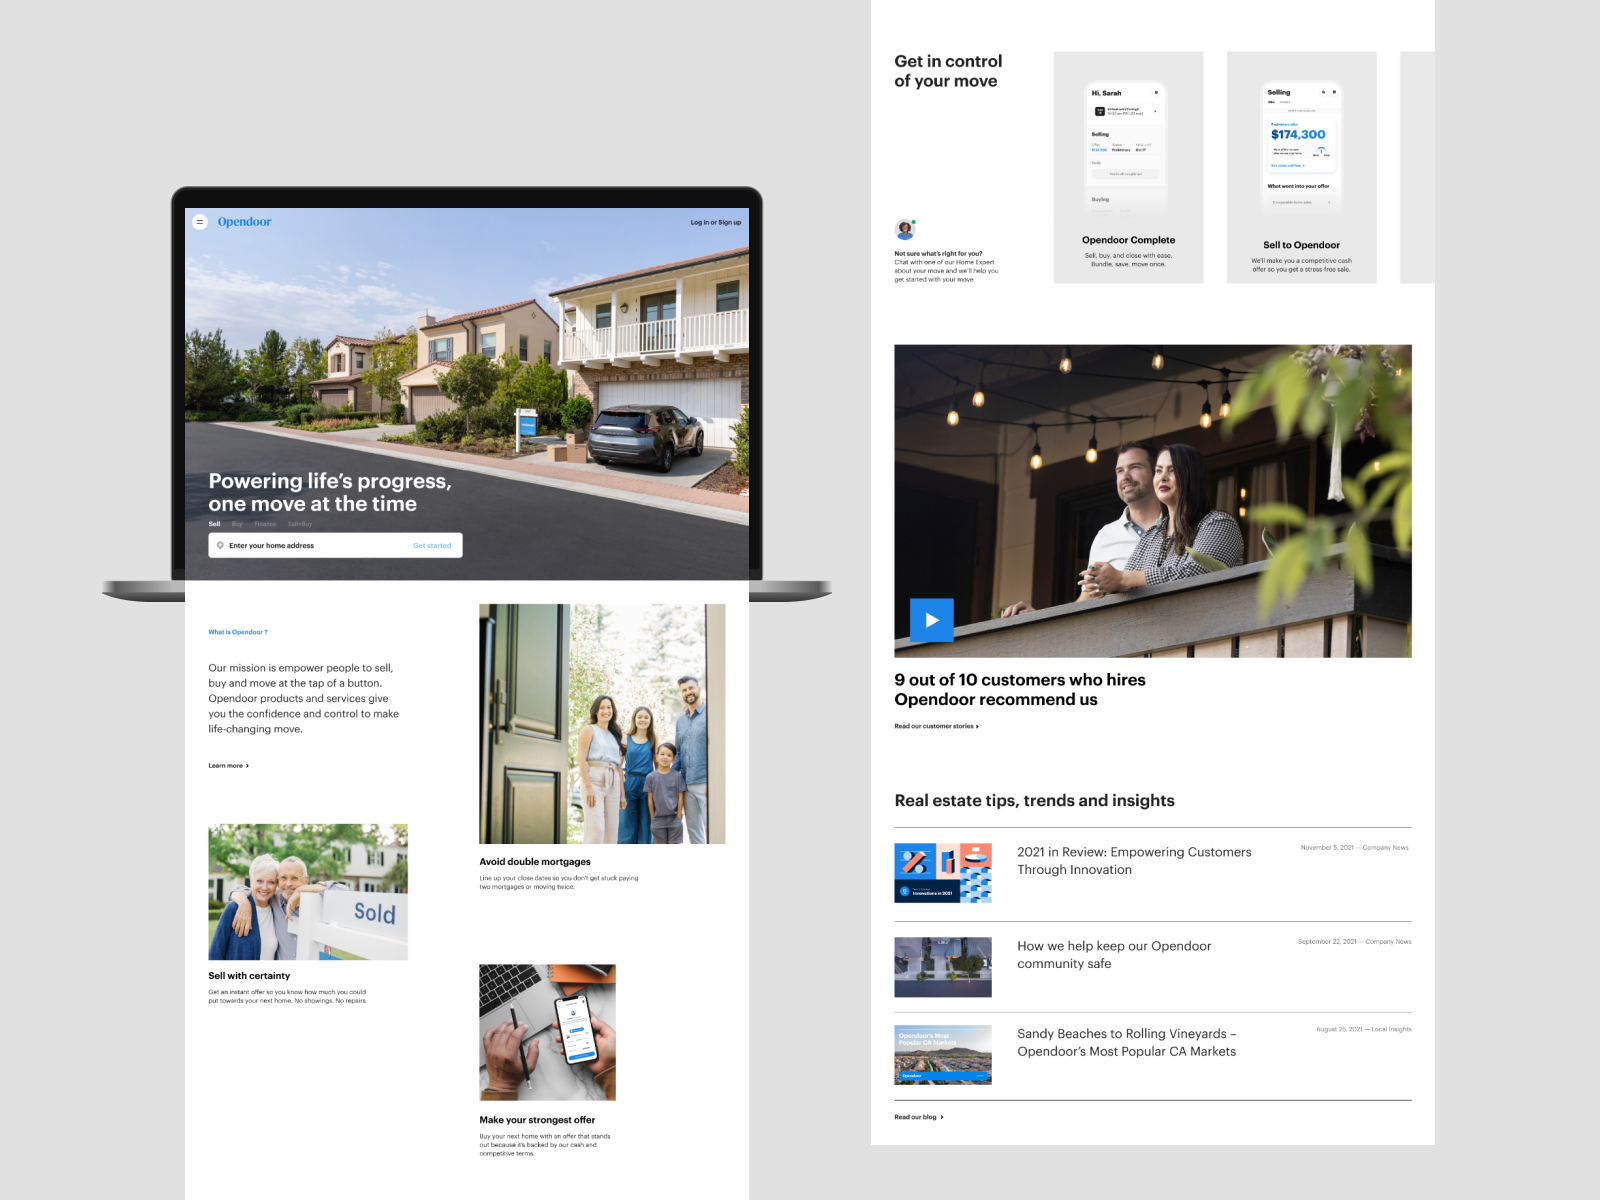 Opendoor
Log in or Sign up
Powering life’s progress,
one move at the time
Sell Buy Finance Sell+Buy
Enter your home address Get started
What is Opendoor ?
Our mission is empower people to sell,
buy and move at the tap of a button.
Opendoor products and services give
you the confidence and control to make
life-changing move.
Learn more
Sold
Sell with certainty
Get an instant offer so you know how much you could
put towards your next home. No showings. No repairs.
Avoid double mortgages
Line up your close dates so you don't get stuck paying
two mortgages or moving twice.
Make your strongest offer
Buy your next home with an offer that stands
out because it's backed by our cash and
competitive terms.
Get in control
of your move
Not sure what's right for you?
Chat with one of our Home Expert
about your move and we'll help you
get started with your move
Hi, Sarah
Selling
Buying
Opendoor Complete
Sell, buy, and close with ease.
Bundle, save, move once.
Selling
$174,300
What went into your offer
Sell to Opendoor
We'll make you a competitive cash
offer so you get a stress-free sale.
9 out of 10 customers who hires
Opendoor recommend us
Read our customer stories
Real estate tips, trends and insights
Innovations in 2021
2021 in Review: Empowering Customers
Through Innovation
November 5, 2021 — Company News
How we help keep our Opendoor
community safe
September 22, 2021 — Company News
Opendoor's Most
Popular CA Markets
Opendoor
Sandy Beaches to Rolling Vineyards –
Opendoor’s Most Popular CA Markets
August 25, 2021 — Local Insights
Read our blog